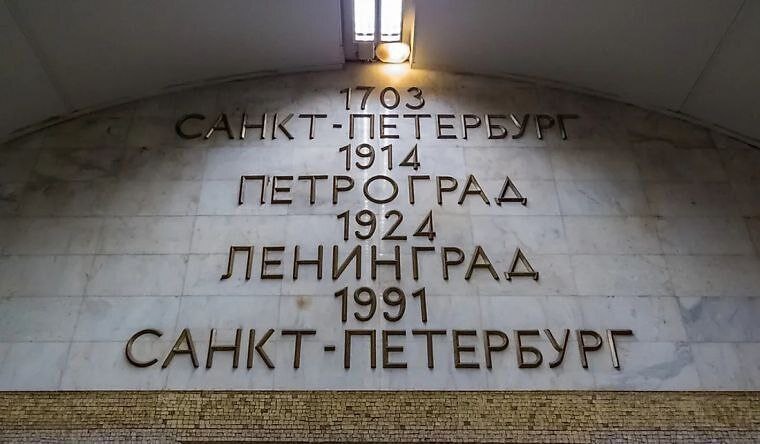 1703
САНКТ-ПЕТЕРБУРГ
1914
ПЕТРОГРАД
1924
ЛЕНИНГРАД
1991
САНКТ-ПЕТЕРБУРГ